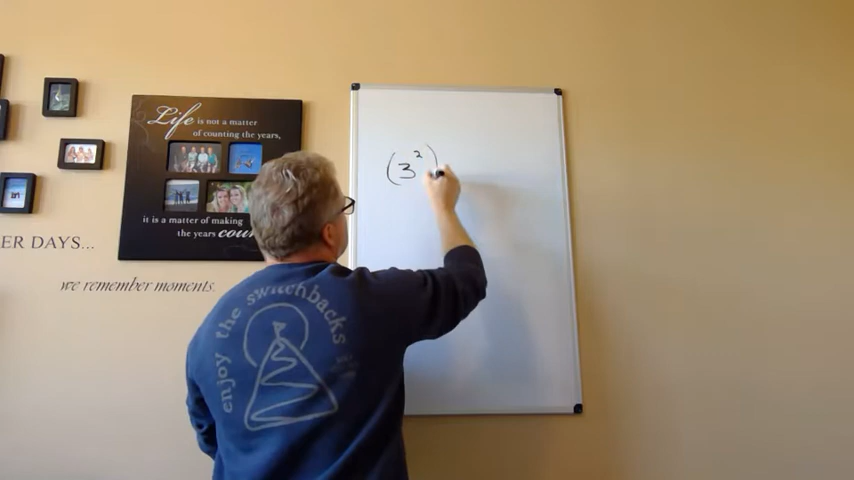 Life is not a matter
of counting the years,
it is a matter of making
the years
ER DAYS...
we remember moments.
(3²)
enjoy the switchbacks